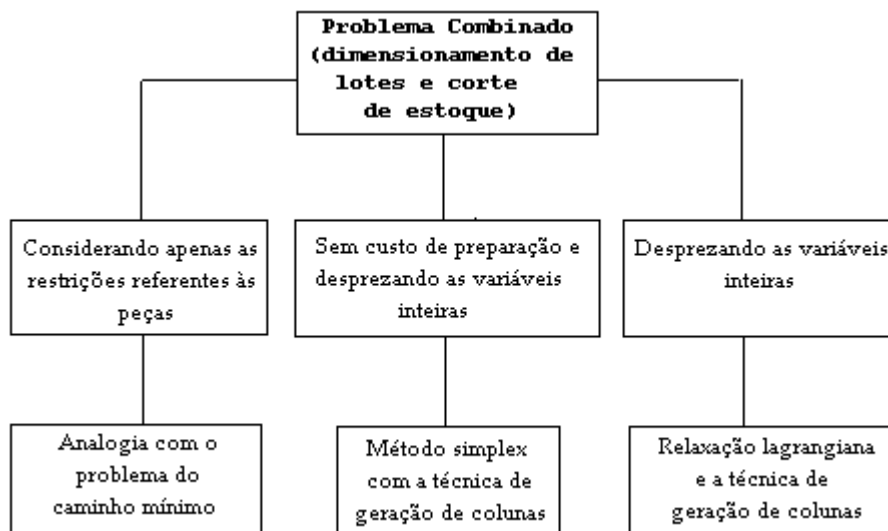 Problema Combinado
(dimensionamento de
lotes e corte
de estoque)
Considerando apenas as
restrições referentes às
peças
Sem custo de preparação e
desprezando as variáveis
inteiras
Desprezando as variáveis
inteiras
Analogia com o
problema do
caminho mínimo
Método simplex
com a técnica de
geração de colunas
Relaxação lagrangiana
e a técnica de
geração de colunas